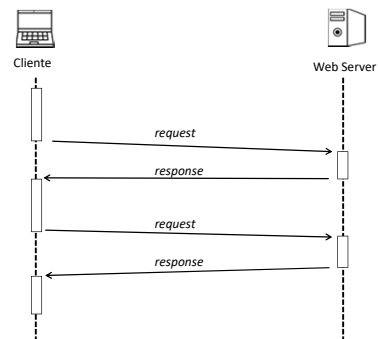 Cliente
Web Server
request
response
request
response